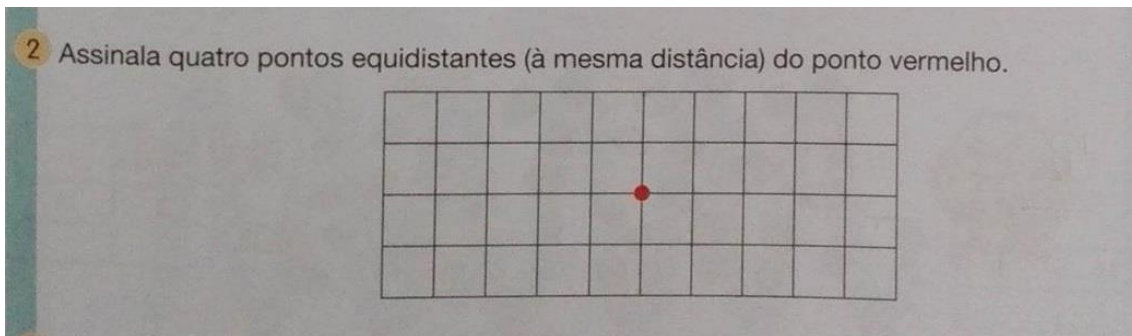 2 Assinala quatro pontos equidistantes (à mesma distância) do ponto vermelho.